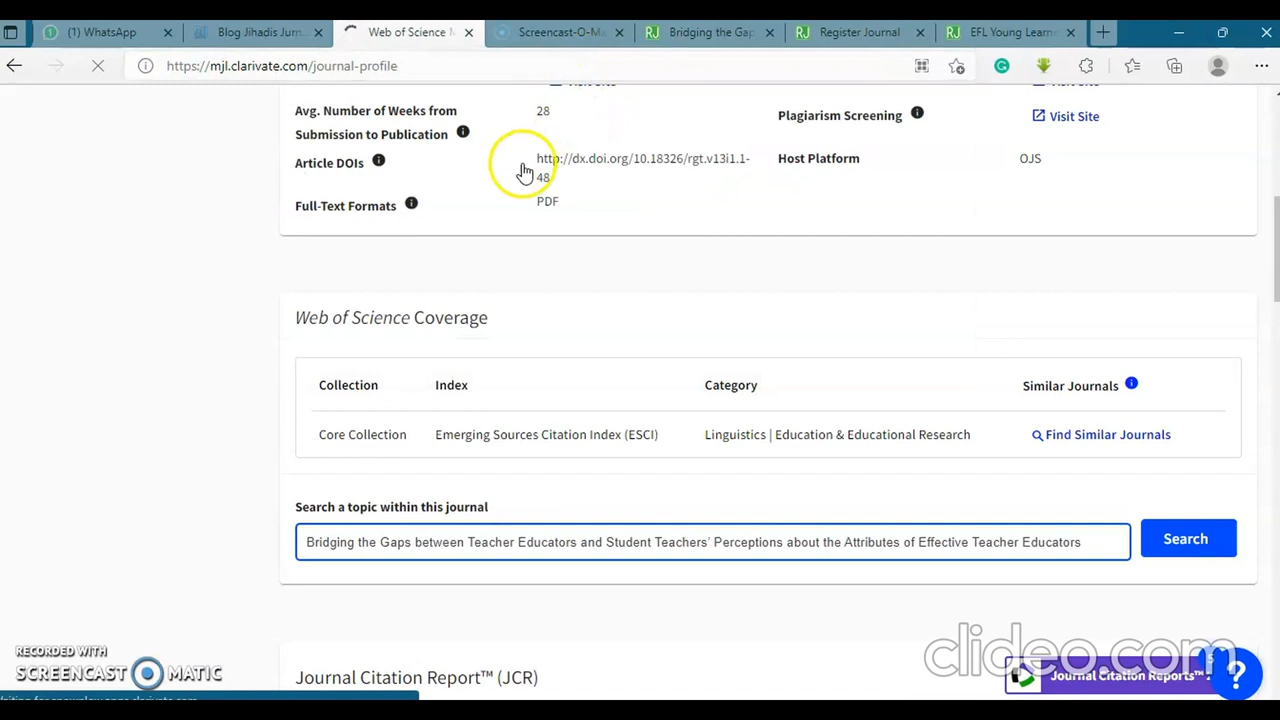 (1) WhatsApp
Blog Jihadis Jurn
Web of Science M
Screencast-O-Ma
Bridging the Gap
Register Journal
EFL Young Learne
https://mjl.clarivate.com/journal-profile
Avg. Number of Weeks from
Submission to Publication
28
Plagiarism Screening
Visit Site
Article DOIs
http://dx.doi.org/10.18326/rgt.v13i1.1-
48
Host Platform
OJS
Full-Text Formats
PDF
Web of Science Coverage
Collection Index Category Similar Journals
Core Collection Emerging Sources Citation Index (ESCI) Linguistics | Education & Educational Research Find Similar Journals
Search a topic within this journal
Bridging the Gaps between Teacher Educators and Student Teachers' Perceptions about the Attributes of Effective Teacher Educators
Search
RECORDED WITH
SCREENCAST MATIC
clideo.com
Journal Citation Report™ (JCR)
Journal Citation Reports™